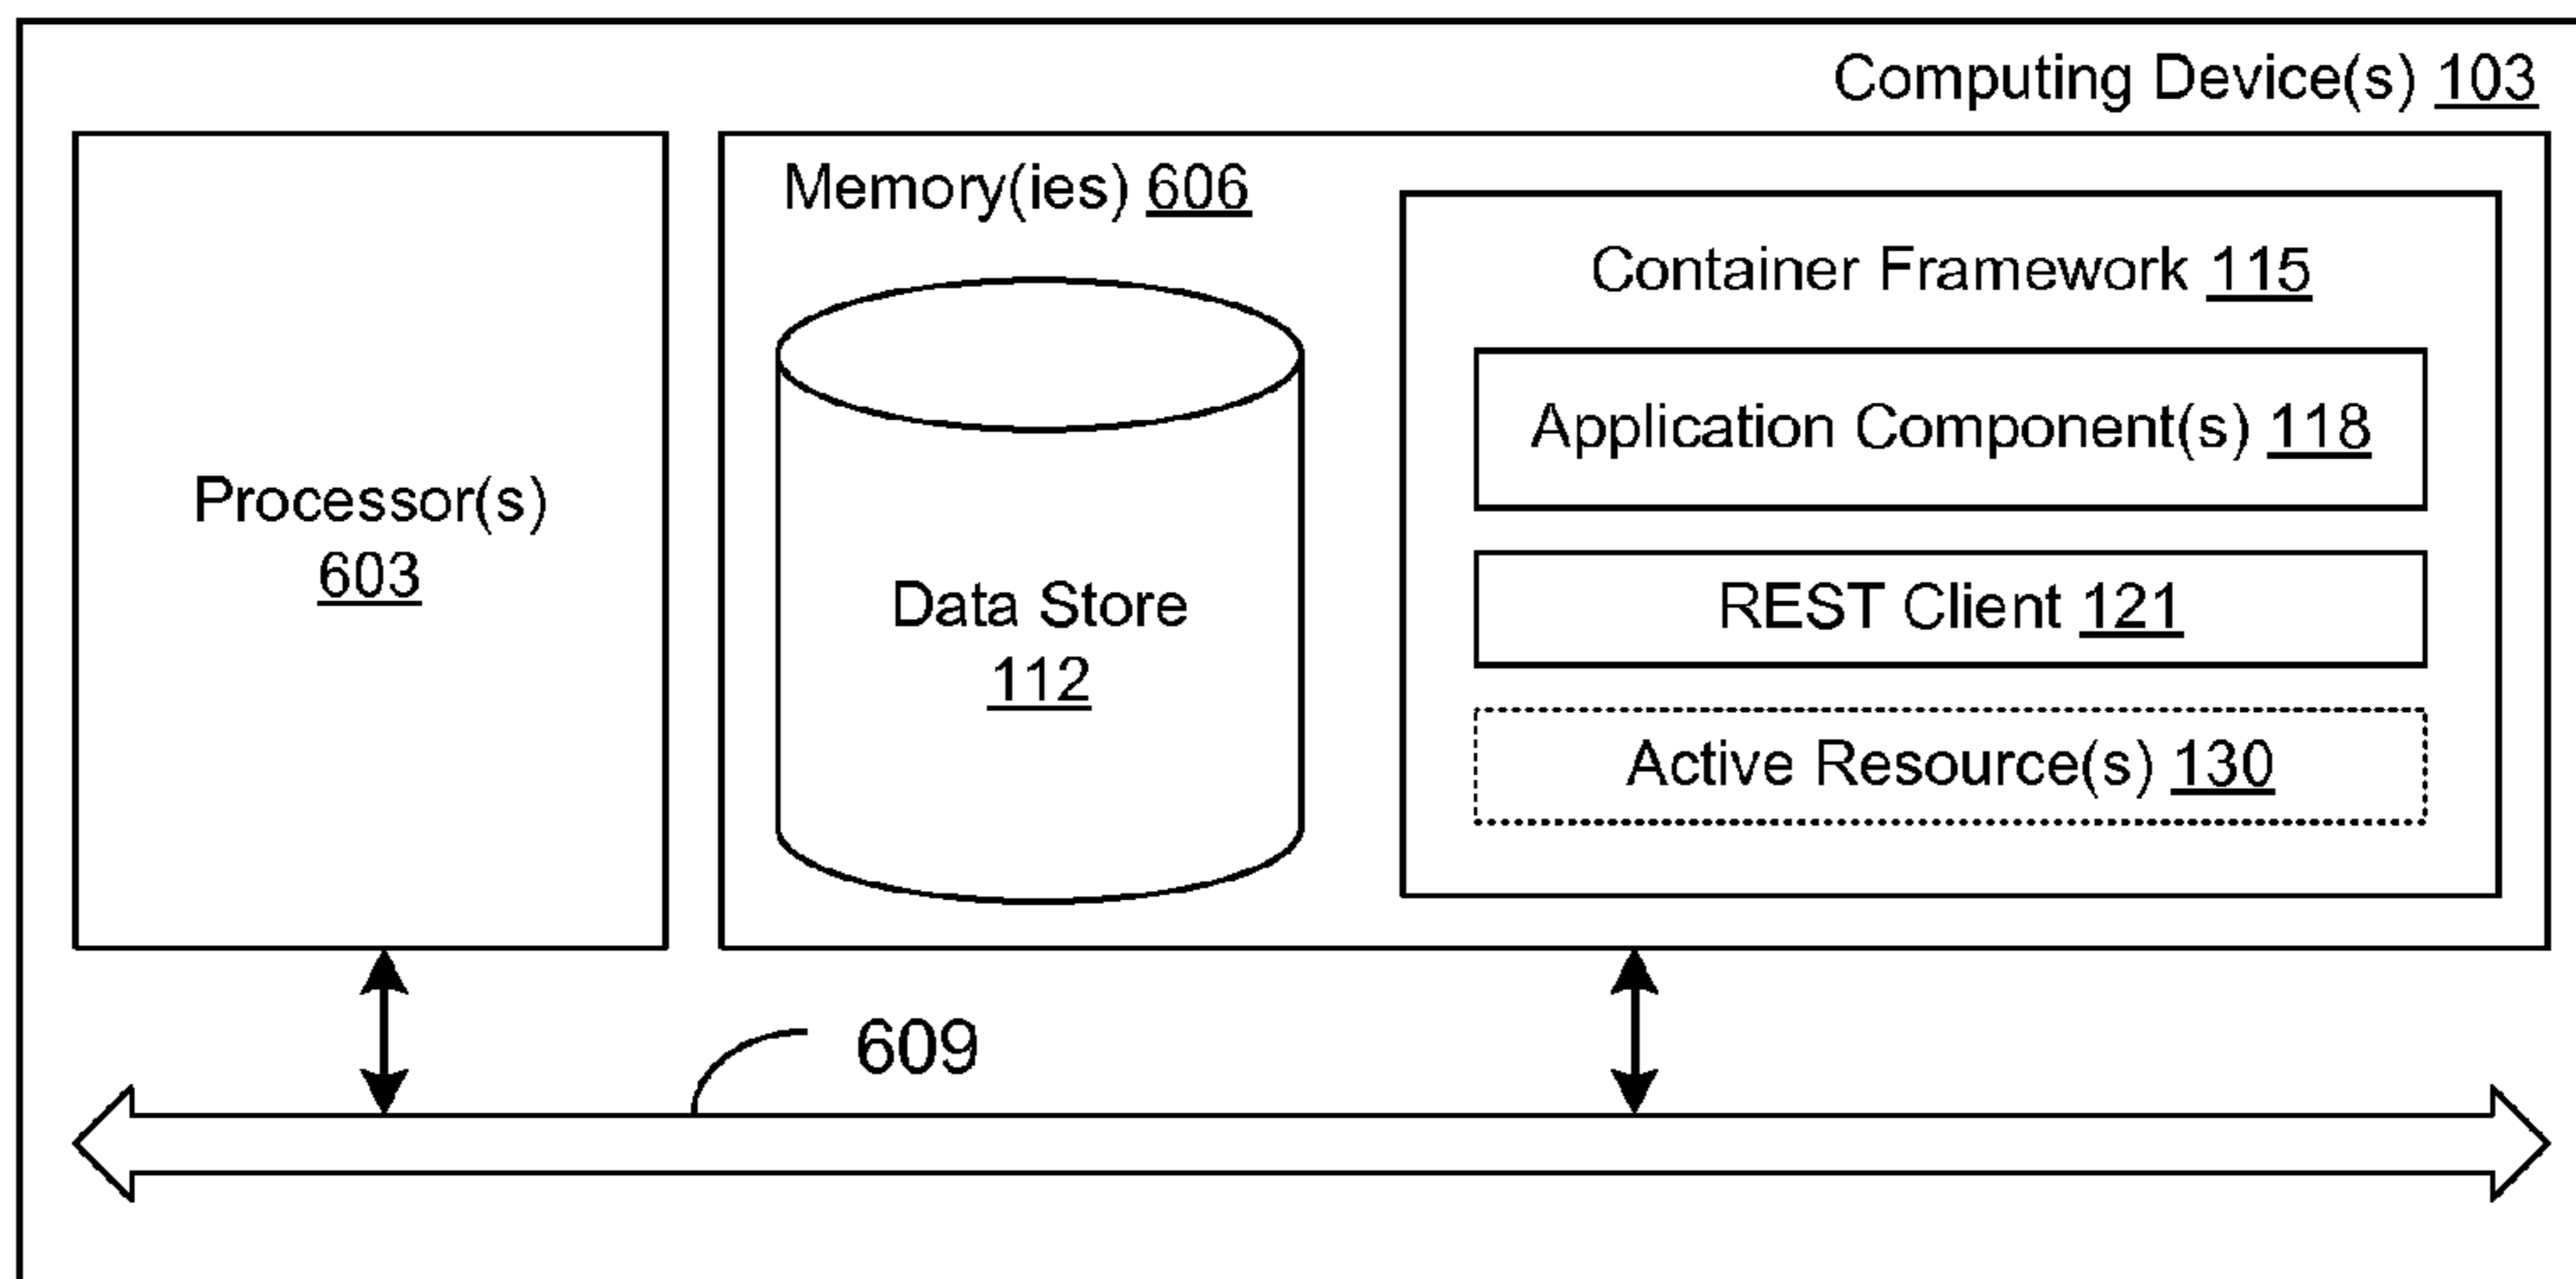 Computing Device(s) 103
Processor(s)
603
Memory(ies) 606
Data Store
112
Container Framework 115
Application Component(s) 118
REST Client 121
Active Resource(s) 130
609